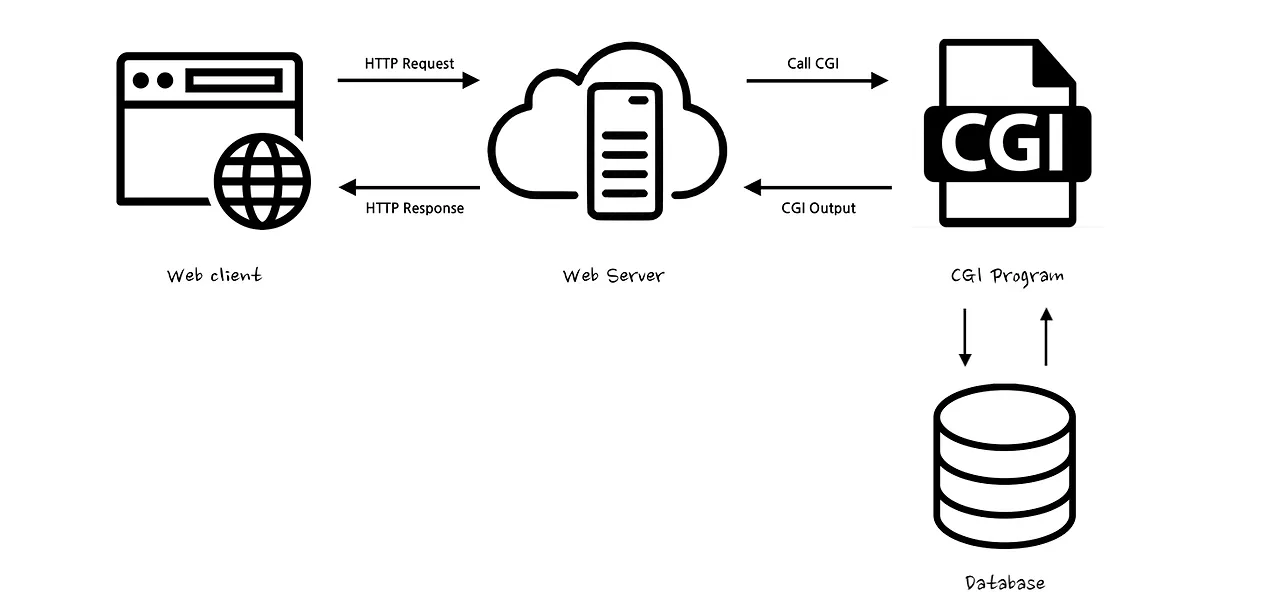 HTTP Request
Call CGI
CGI
HTTP Response
CGI Output
Web client
Web Server
CGI Program
Database